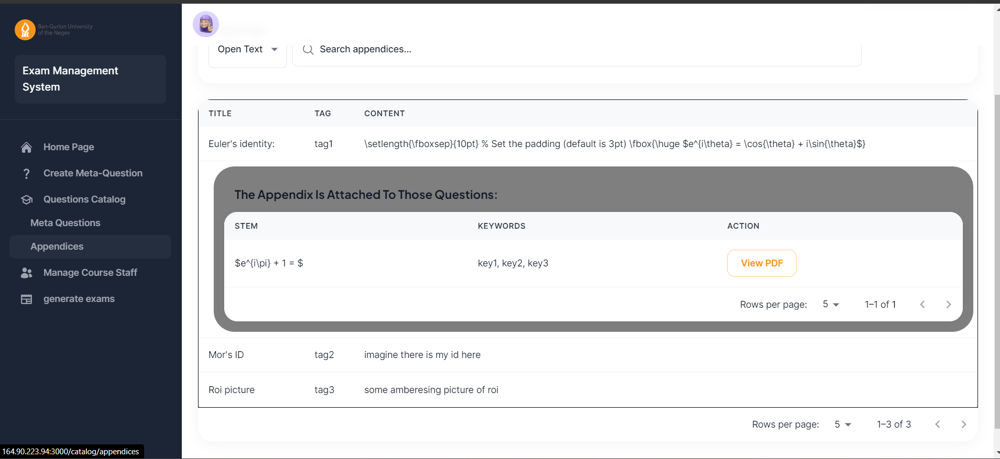 Ben-Gurion University
of the Negev
Exam Management
System
Home Page
? Create Meta-Question
Questions Catalog
Meta Questions
Appendices
Manage Course Staff
generate exams
Open Text
Search appendices...
TITLE TAG CONTENT
Euler's identity: tag1 \setlength{\fboxsep}{10pt} % Set the padding (default is 3pt) \fbox{\huge $e^{i\theta} = \cos{\theta} + i\sin{\theta}$}
The Appendix Is Attached To Those Questions:
STEM KEYWORDS ACTION
$e^{i\pi} + 1 = $ key1, key2, key3 View PDF
Rows per page: 5 1–1 of 1
Mor's ID tag2 imagine there is my id here
Roi picture tag3 some amberesing picture of roi
Rows per page: 5 1–3 of 3
164.90.223.94:3000/catalog/appendices